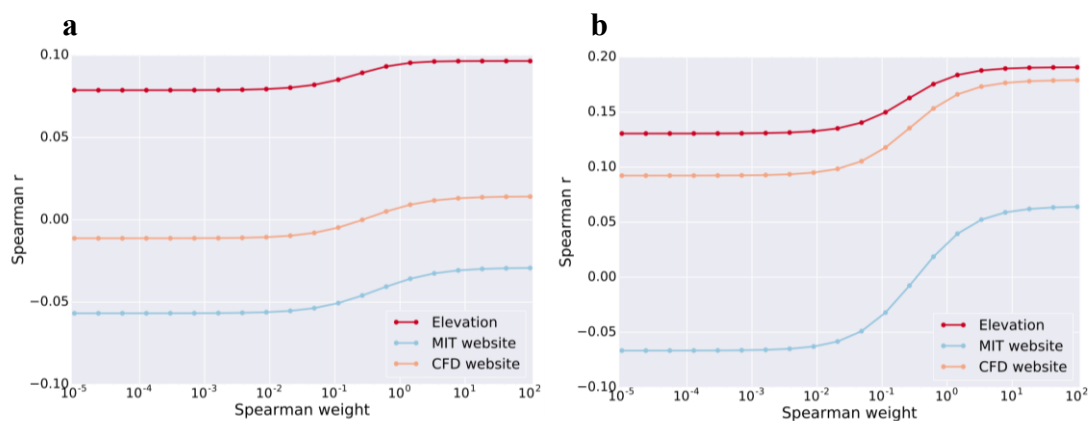 a
0.10
0.05
0.00
−0.05
−0.10
Spearman r
10^-5 10^-4 10^-3 10^-2 10^-1 10^0 10^1 10^2
Spearman weight
Elevation
MIT website
CFD website
b
0.20
0.15
0.10
0.05
0.00
−0.05
−0.10
Spearman r
10^-5 10^-4 10^-3 10^-2 10^-1 10^0 10^1 10^2
Spearman weight
Elevation
MIT website
CFD website